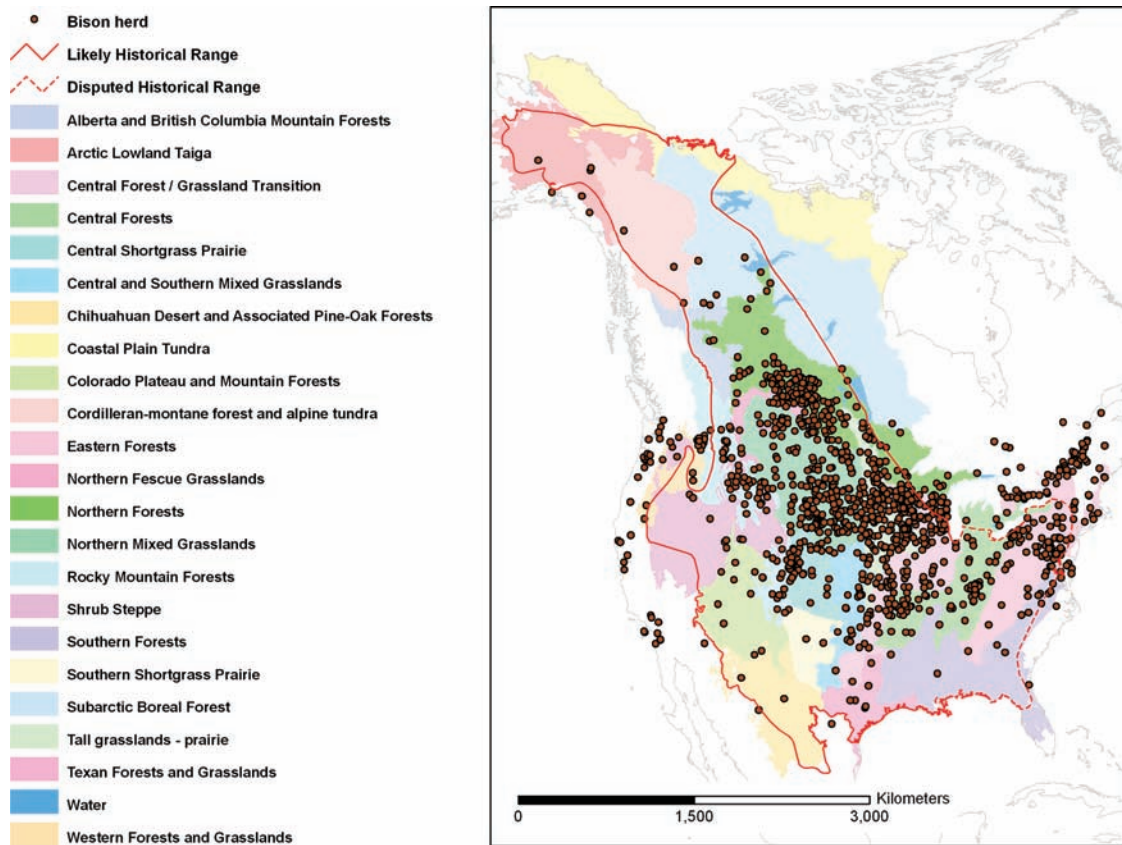 Bison herd
Likely Historical Range
Disputed Historical Range
Alberta and British Columbia Mountain Forests
Arctic Lowland Taiga
Central Forest / Grassland Transition
Central Forests
Central Shortgrass Prairie
Central and Southern Mixed Grasslands
Chihuahuan Desert and Associated Pine-Oak Forests
Coastal Plain Tundra
Colorado Plateau and Mountain Forests
Cordilleran-montane forest and alpine tundra
Eastern Forests
Northern Fescue Grasslands
Northern Forests
Northern Mixed Grasslands
Rocky Mountain Forests
Shrub Steppe
Southern Forests
Southern Shortgrass Prairie
Subarctic Boreal Forest
Tall grasslands - prairie
Texan Forests and Grasslands
Water
Western Forests and Grasslands
Kilometers
0 1,500 3,000